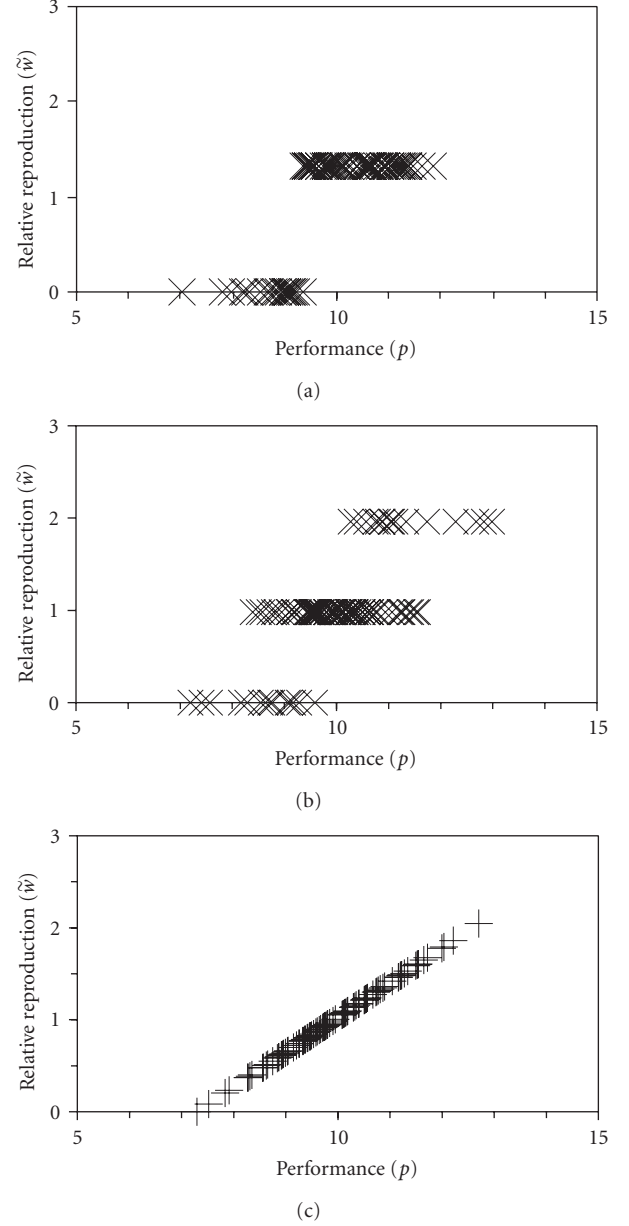 3
2
1
0
5
10
15
Relative reproduction (w̃)
Performance (p)
(a)
3
2
1
0
5
10
15
Relative reproduction (w̃)
Performance (p)
(b)
3
2
1
0
5
10
15
Relative reproduction (w̃)
Performance (p)
(c)